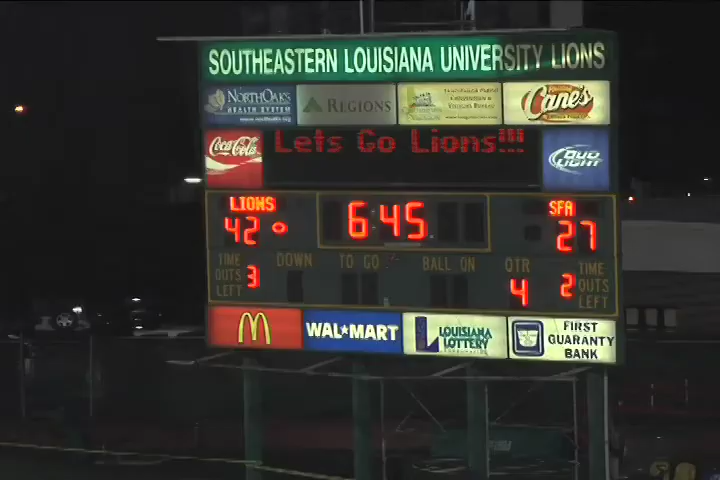 SOUTHEASTERN LOUISIANA UNIVERSITY LIONS
NORTHOAKS
HEALTH SYSTEM
REGIONS
Cane's
Coca-Cola
Lets Go Lions!!!
BUD LIGHT
LIONS
SFA
42
6:45
27
TIME OUTS LEFT 3
DOWN
TO GO
BALL ON
QTR 4
2 TIME OUTS LEFT
WAL★MART
LOUISIANA LOTTERY
FIRST GUARANTY BANK